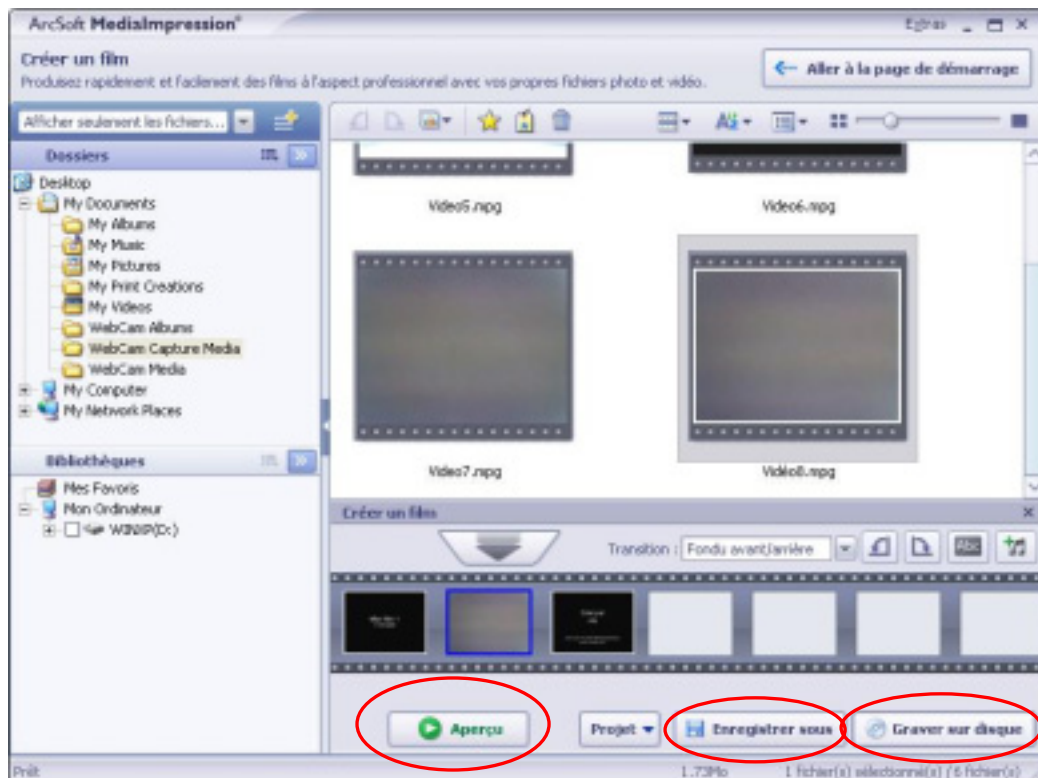 ArcSoft MediaImpression®
Extras
Créer un film
Produisez rapidement et facilement des films à l'aspect professionnel avec vos propres fichiers photo et vidéo.
Aller à la page de démarrage
Afficher seulement les fichiers...
Dossiers
Desktop
My Documents
My Albums
My Music
My Pictures
My Print Creations
My Videos
WebCam Albums
WebCam Capture Media
WebCam Media
My Computer
My Network Places
Bibliothèques
Mes Favoris
Mon Ordinateur
Video5.mpg
Video6.mpg
Video7.mpg
Vidéo8.mpg
Créer un film
Transition : Fondu avant/arrière
Abc
Aperçu
Projet
Enregistrer sous
Graver sur disque
Prêt
1.73Mo
1 fichier(s) sélectionné(s) (6 fichier(s)